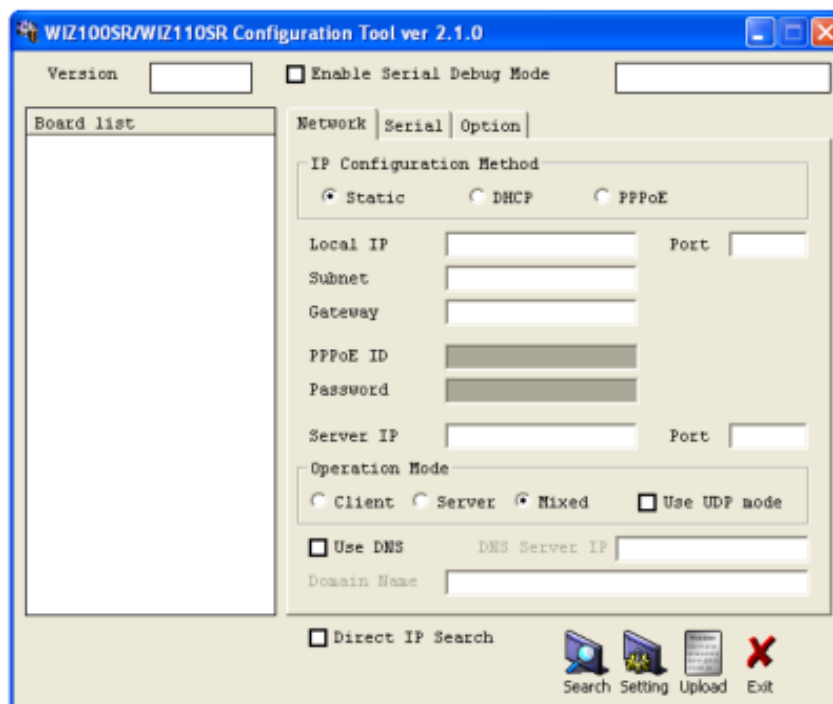 WIZ100SR/WIZ110SR Configuration Tool ver 2.1.0
Version
Enable Serial Debug Mode
Board list
Network Serial Option
IP Configuration Method
Static DHCP PPPoE
Local IP Port
Subnet
Gateway
PPPoE ID
Password
Server IP Port
Operation Mode
Client Server Mixed Use UDP mode
Use DNS DNS Server IP
Domain Name
Direct IP Search
Search Setting Upload Exit